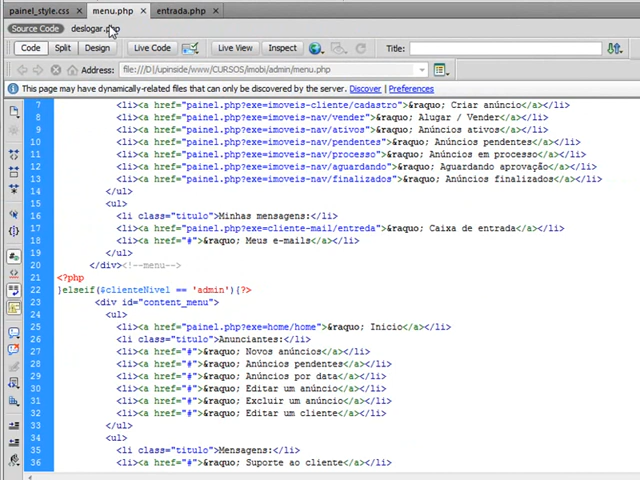 painel_style.css × menu.php × entrada.php ×
Source Code deslogar.php
Code Split Design Live Code Live View Inspect Title:
Address: file:///D|/upinside/www/CURSOS/imobi/admin/menu.php
This page may have dynamically-related files that can only be discovered by the server. Discover | Preferences
7 <li><a href="painel.php?exe=imoveis-cliente/cadastro">&raquo; Criar anúncio</a></li>
8 <li><a href="painel.php?exe=imoveis-nav/vender">&raquo; Alugar / Vender</a></li>
9 <li><a href="painel.php?exe=imoveis-nav/ativos">&raquo; Anúncios ativos</a></li>
10 <li><a href="painel.php?exe=imoveis-nav/pendentes">&raquo; Anúncios pendentes</a></li>
11 <li><a href="painel.php?exe=imoveis-nav/processo">&raquo; Anúncios em processo</a></li>
12 <li><a href="painel.php?exe=imoveis-nav/aguardando">&raquo; Aguardando aprovação</a></li>
13 <li><a href="painel.php?exe=imoveis-nav/finalizados">&raquo; Anúncios finalizados</a></li>
14 </ul>
15 <ul>
16 <li class="titulo">Minhas mensagens:</li>
17 <li><a href="painel.php?exe=cliente-mail/entreda">&raquo; Caixa de entrada</a></li>
18 <li><a href="#">&raquo; Meus e-mails</a></li>
19 </ul>
20 </div><!--menu-->
21 <?php
22 }elseif($clienteNivel == 'admin'){?>
23 <div id="content_menu">
24 <ul>
25 <li><a href="painel.php?exe=home/home">&raquo; Inicio</a></li>
26 <li class="titulo">Anunciantes:</li>
27 <li><a href="#">&raquo; Novos anúncios</a></li>
28 <li><a href="#">&raquo; Anúncios pendentes</a></li>
29 <li><a href="#">&raquo; Anúncios por data</a></li>
30 <li><a href="#">&raquo; Editar um anúncio</a></li>
31 <li><a href="#">&raquo; Excluir um anúncio</a></li>
32 <li><a href="#">&raquo; Editar um cliente</a></li>
33 </ul>
34 <ul>
35 <li class="titulo">Mensagens:</li>
36 <li><a href="#">&raquo; Suporte ao cliente</a></li>